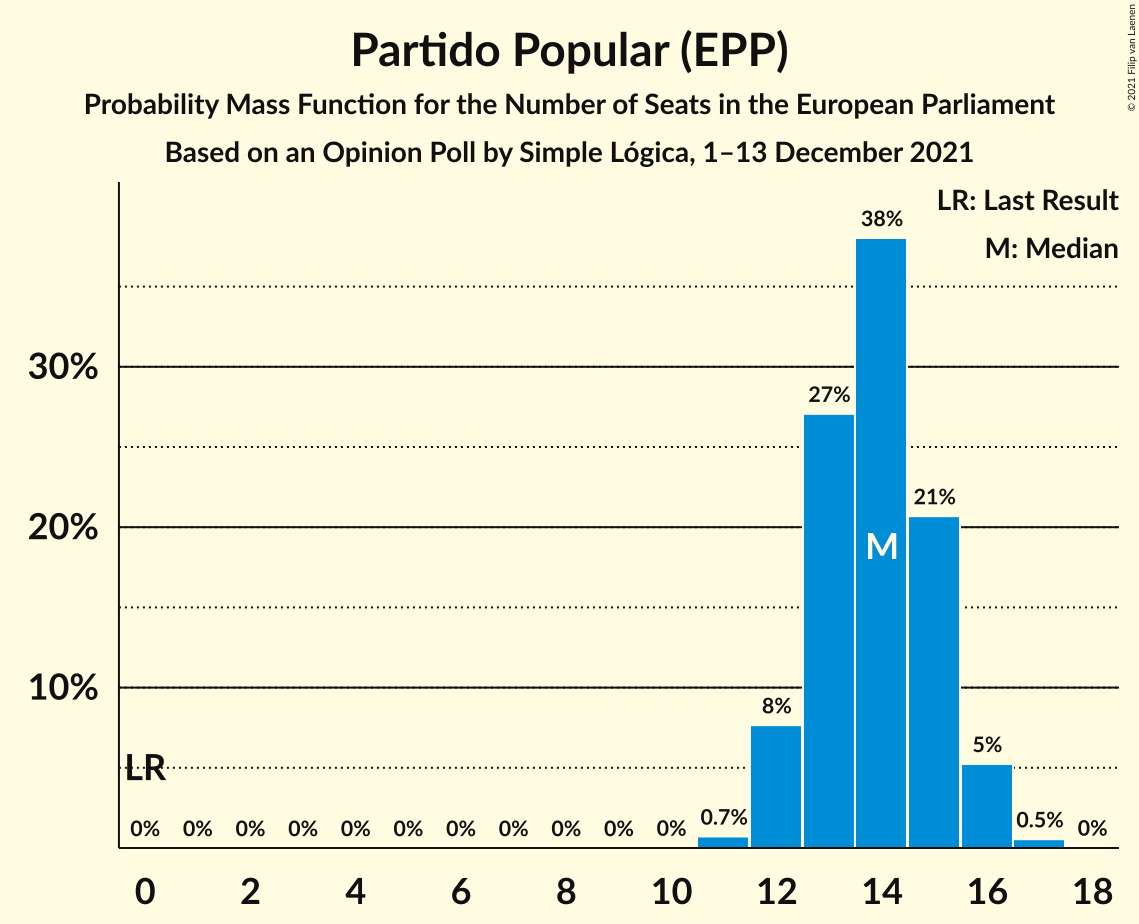 Partido Popular (EPP)
Probability Mass Function for the Number of Seats in the European Parliament
Based on an Opinion Poll by Simple Lógica, 1–13 December 2021
© 2021 Filip van Laenen
LR: Last Result
M: Median
38%
30%
27%
21%
20%
M
10%
8%
5%
LR
0% 0% 0% 0% 0% 0% 0% 0% 0% 0% 0% 0.7% 0.5% 0%
0 2 4 6 8 10 12 14 16 18